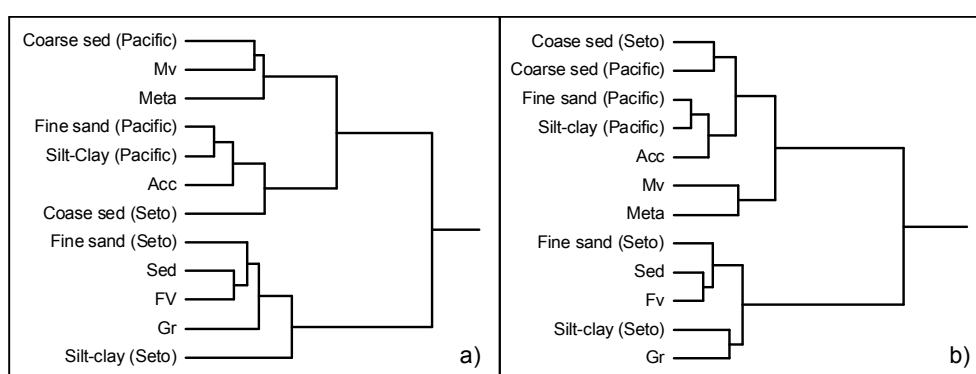 Coarse sed (Pacific)
Mv
Meta
Fine sand (Pacific)
Silt-Clay (Pacific)
Acc
Coase sed (Seto)
Fine sand (Seto)
Sed
FV
Gr
Silt-clay (Seto)
a)
Coase sed (Seto)
Coarse sed (Pacific)
Fine sand (Pacific)
Silt-clay (Pacific)
Acc
Mv
Meta
Fine sand (Seto)
Sed
Fv
Silt-clay (Seto)
Gr
b)